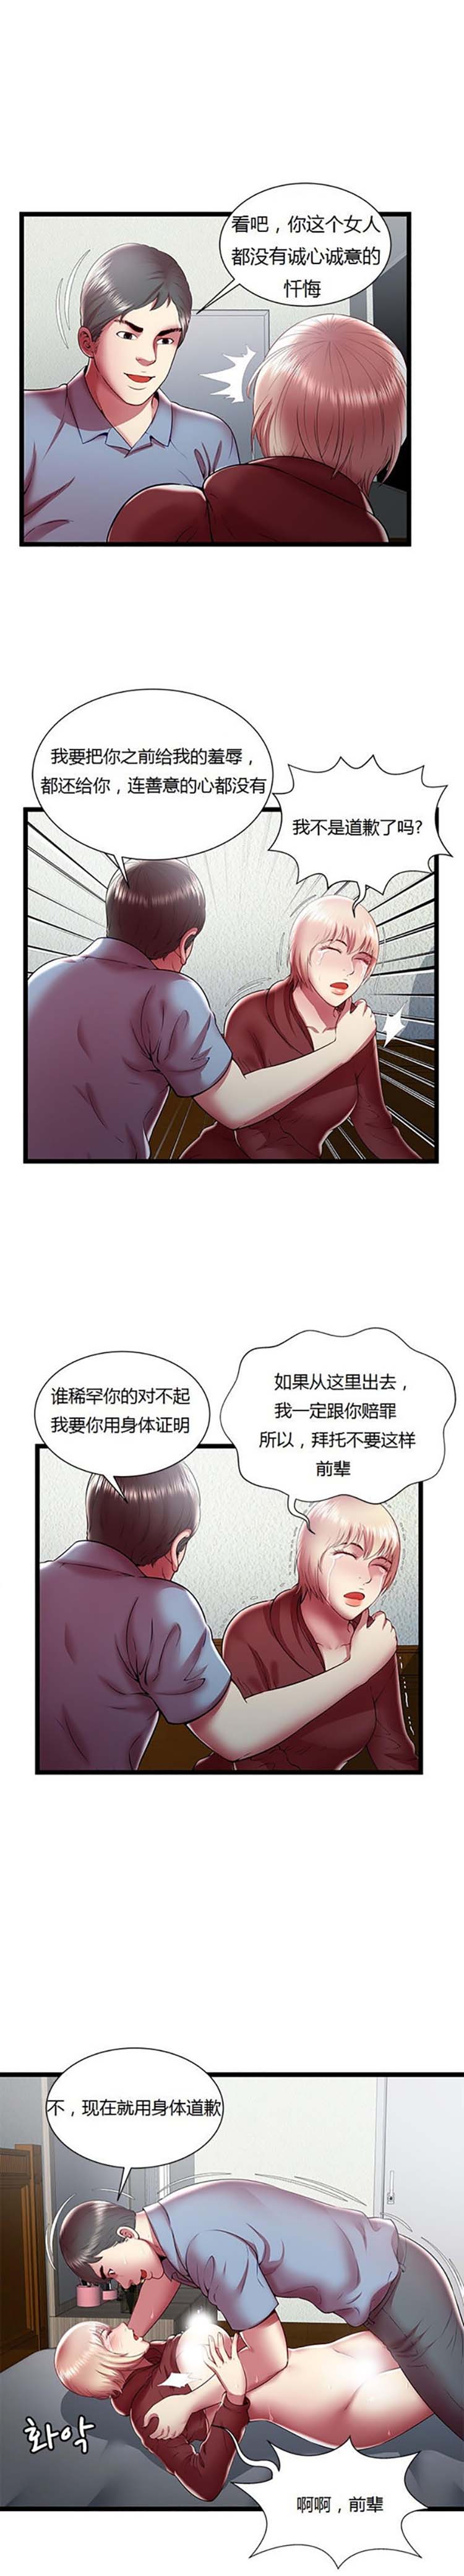 看吧，你这个女人
都没有诚心诚意的
忏悔
我要把你之前给我的羞辱，
都还给你，连善意的心都没有
我不是道歉了吗?
谁稀罕你的对不起
我要你用身体证明
如果从这里出去，
我一定跟你赔罪
所以，拜托不要这样
前辈
不，现在就用身体道歉
화악
啊啊，前辈